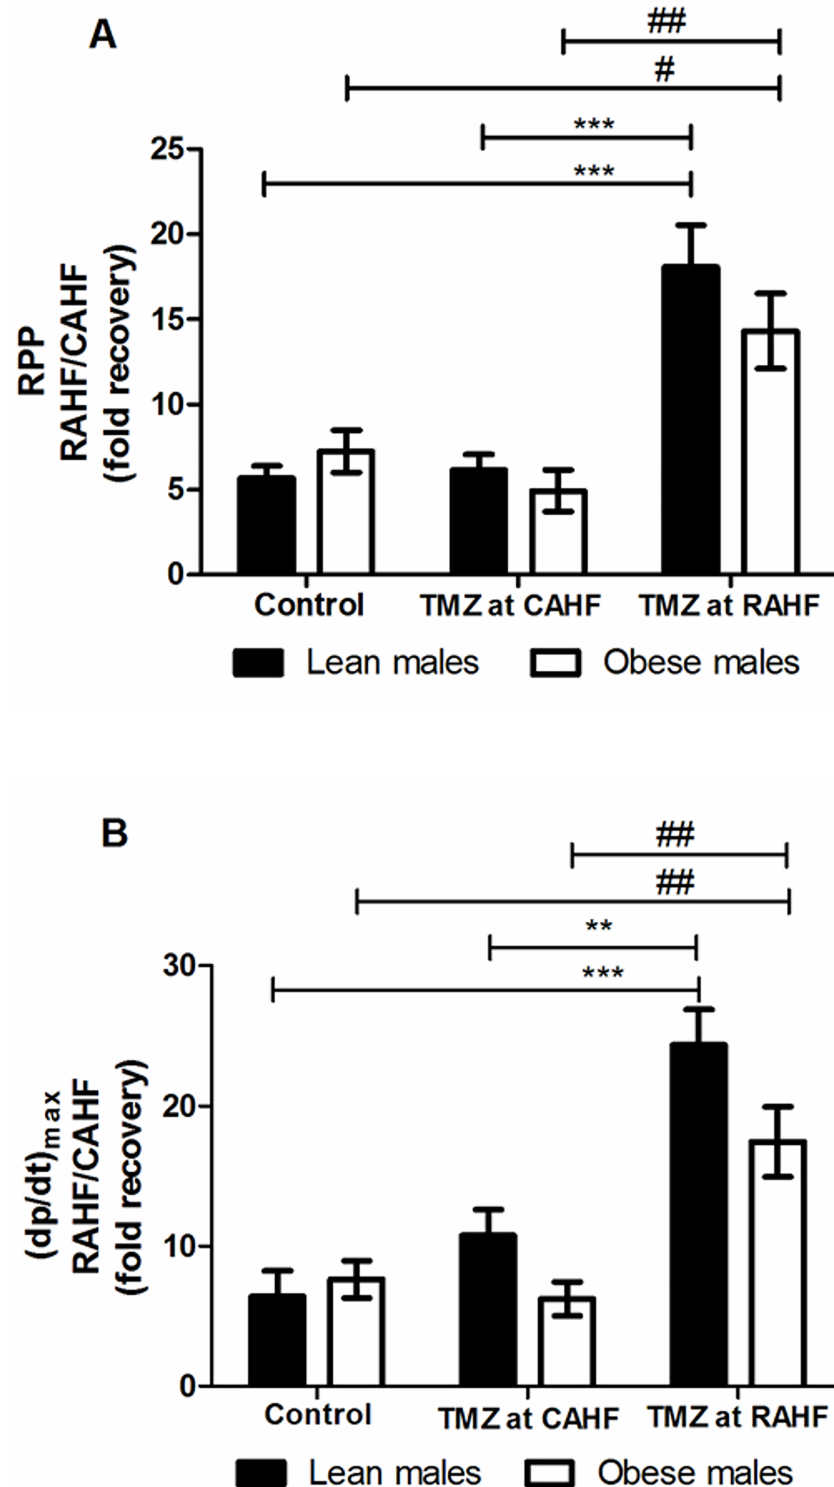 A
##
#
***
***
25
20
15
10
5
0
RPP
RAHF/CAHF
(fold recovery)
Control TMZ at CAHF TMZ at RAHF
Lean males Obese males
B
##
##
**
***
30
20
10
0
(dp/dt)max
RAHF/CAHF
(fold recovery)
Control TMZ at CAHF TMZ at RAHF
Lean males Obese males